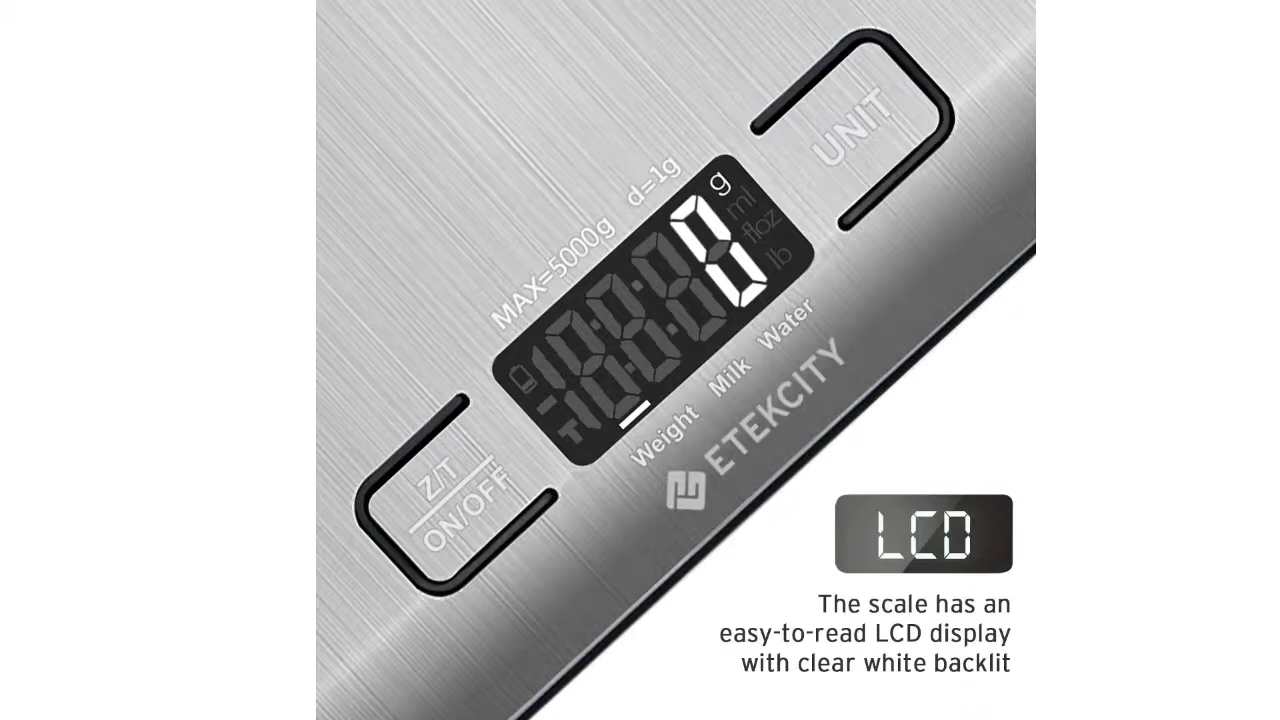 UNIT
MAX=5000g d=1g
0 g
ml
floz
lb
Weight Milk Water
ETEKCITY
Z/T
ON/OFF
LCD
The scale has an
easy-to-read LCD display
with clear white backlit